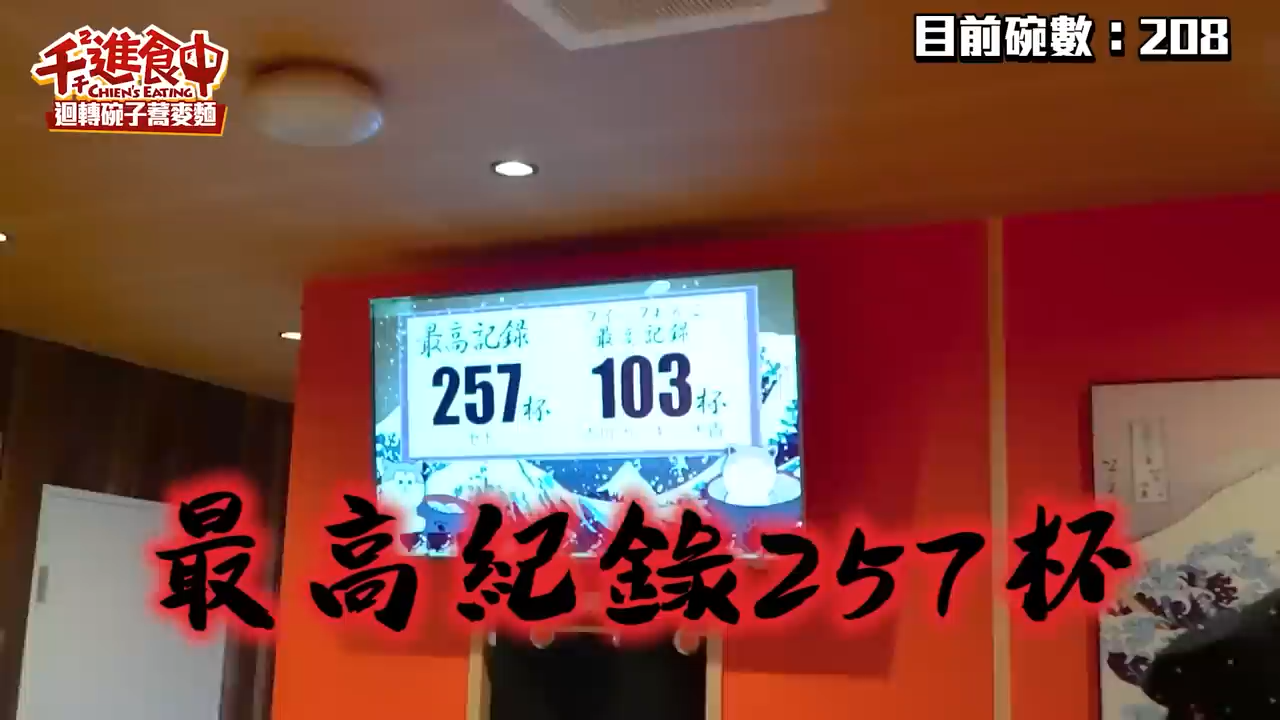 千千進食中
CHIEN'S EATING
迴轉碗子蕎麥麵
目前碗數：208
最高記録
257杯
最高記録
103杯
最高紀錄257杯